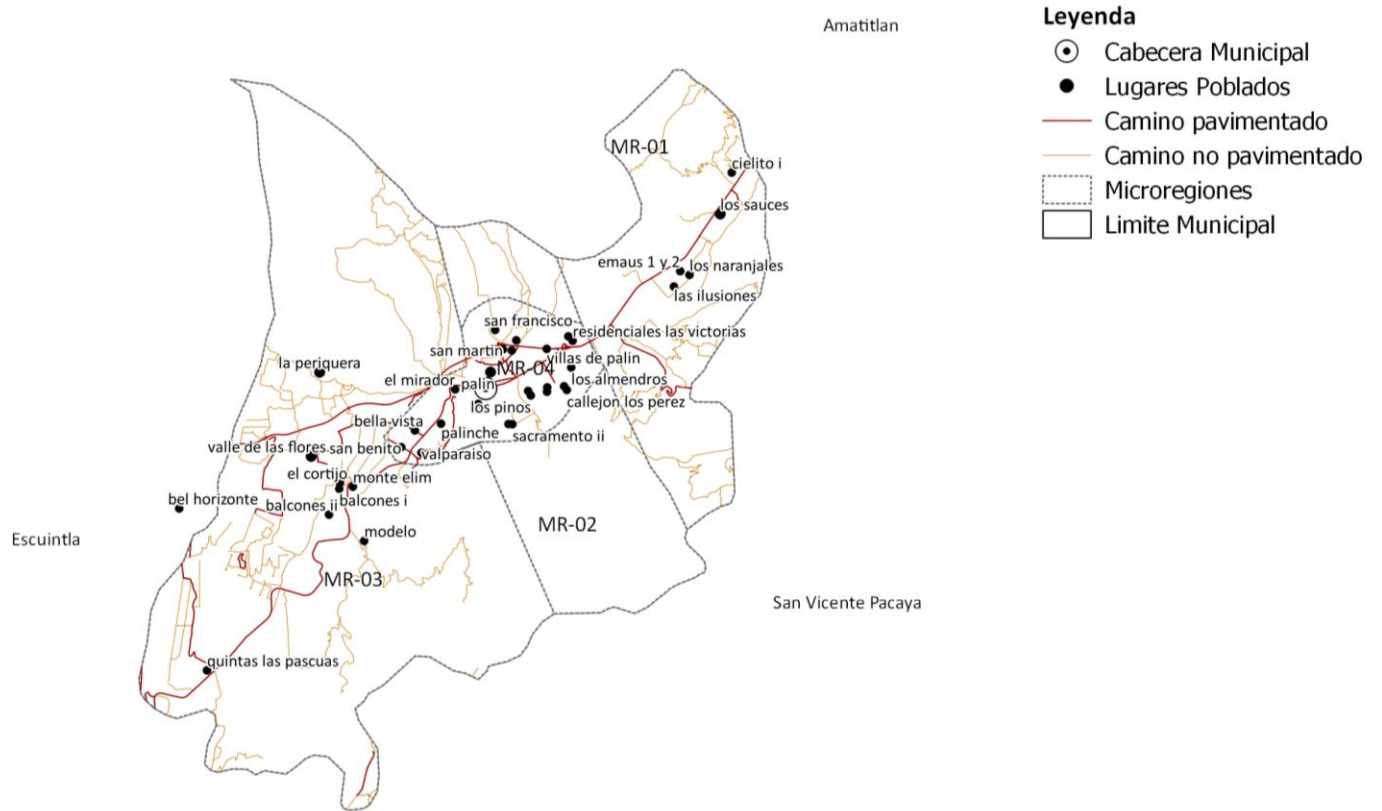 Amatitlan
Leyenda
Cabecera Municipal
Lugares Poblados
Camino pavimentado
Camino no pavimentado
Microregiones
Limite Municipal
MR-01
cielito i
los sauces
emaus 1 y 2
los naranjales
las ilusiones
san francisco
residenciales las victorias
san martin
villas de palin
la periquera
MR-04
el mirador
palin
los almendros
los pinos
callejon los perez
bella vista
palinche
sacramento ii
valle de las flores
san benito
valparaiso
el cortijo
monte elim
bel horizonte
balcones ii
balcones i
MR-02
modelo
Escuintla
MR-03
San Vicente Pacaya
quintas las pascuas